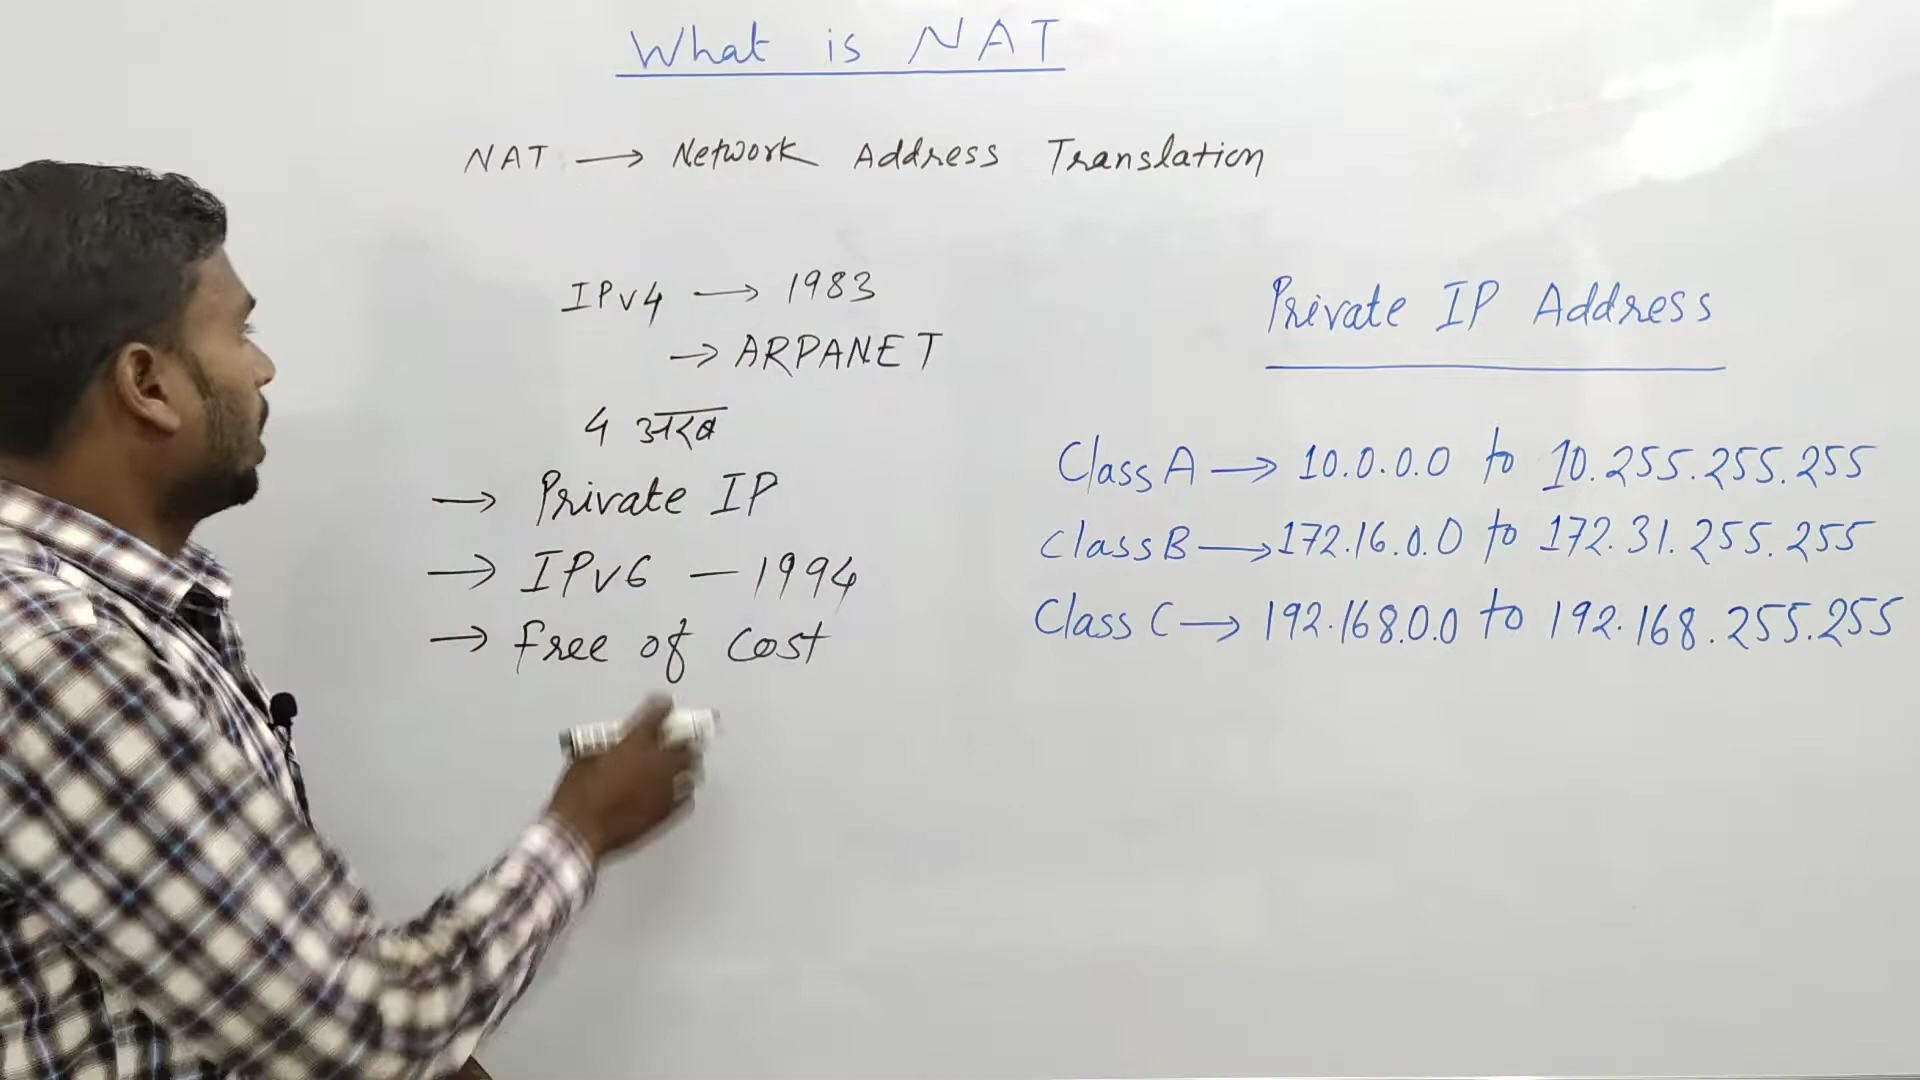 What is NAT
NAT → Network Address Translation
IPv4 → 1983
→ ARPANET
4 अरब
→ Private IP
→ IPv6 – 1994
→ free of cost
Private IP Address
Class A → 10.0.0.0 to 10.255.255.255
Class B → 172.16.0.0 to 172.31.255.255
Class C → 192.168.0.0 to 192.168.255.255